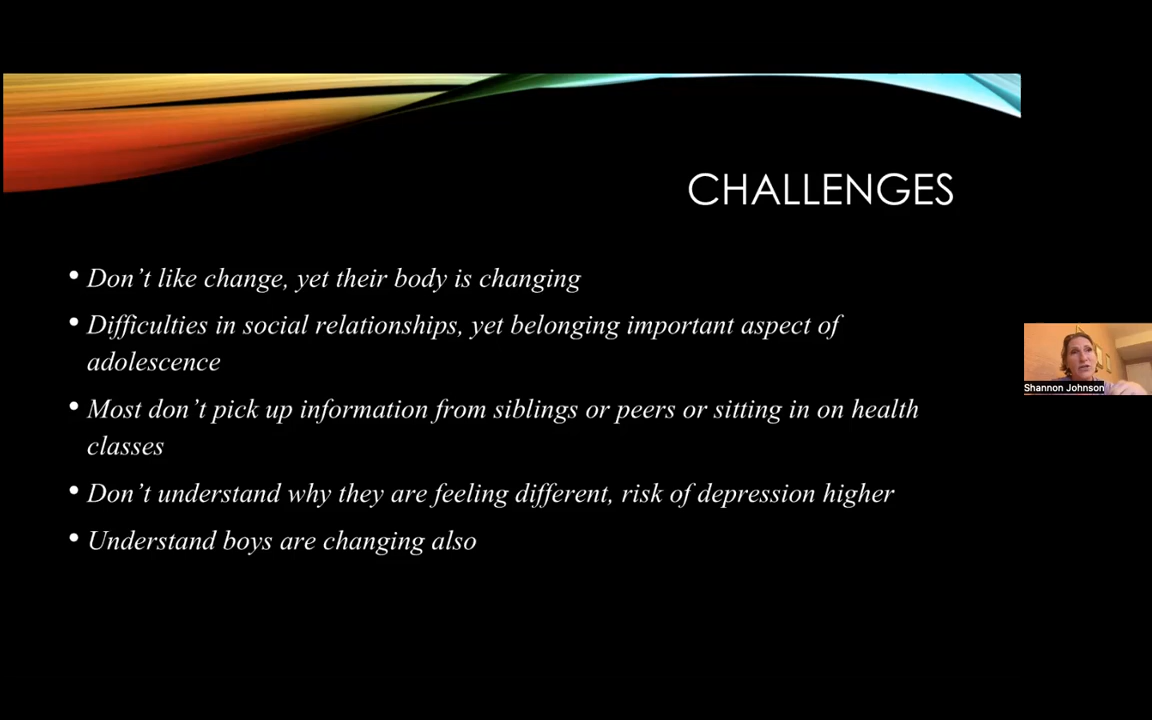 CHALLENGES
• Don’t like change, yet their body is changing
• Difficulties in social relationships, yet belonging important aspect of
adolescence
• Most don’t pick up information from siblings or peers or sitting in on health
classes
• Don’t understand why they are feeling different, risk of depression higher
• Understand boys are changing also
Shannon Johnson